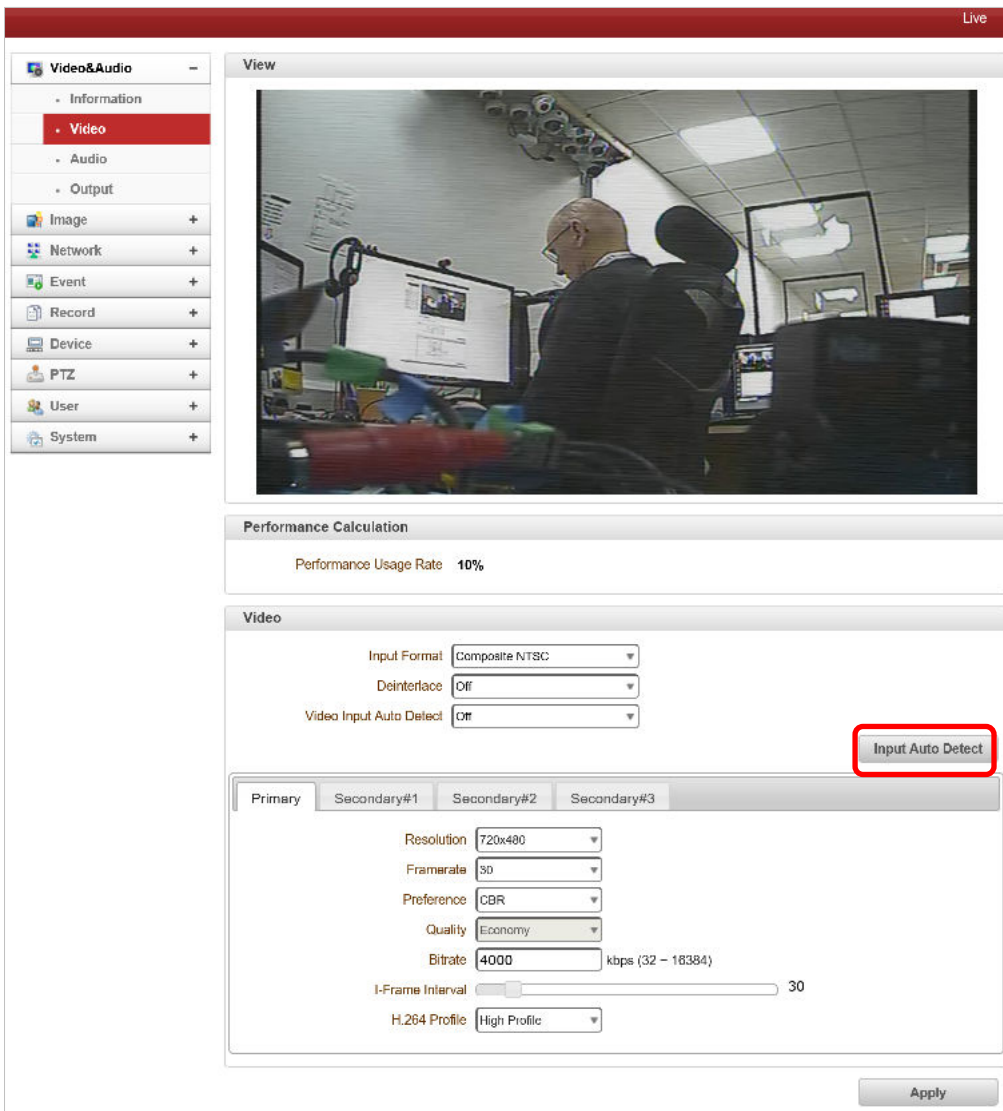 Live
Video&Audio −
Information
Video
Audio
Output
Image +
Network +
Event +
Record +
Device +
PTZ +
User +
System +
View
Performance Calculation
Performance Usage Rate 10%
Video
Input Format Composite NTSC
Deinterlace Off
Video Input Auto Detect Off
Input Auto Detect
Primary Secondary#1 Secondary#2 Secondary#3
Resolution 720x480
Framerate 30
Preference CBR
Quality Economy
Bitrate 4000 kbps (32 ~ 16384)
I-Frame Interval 30
H.264 Profile High Profile
Apply